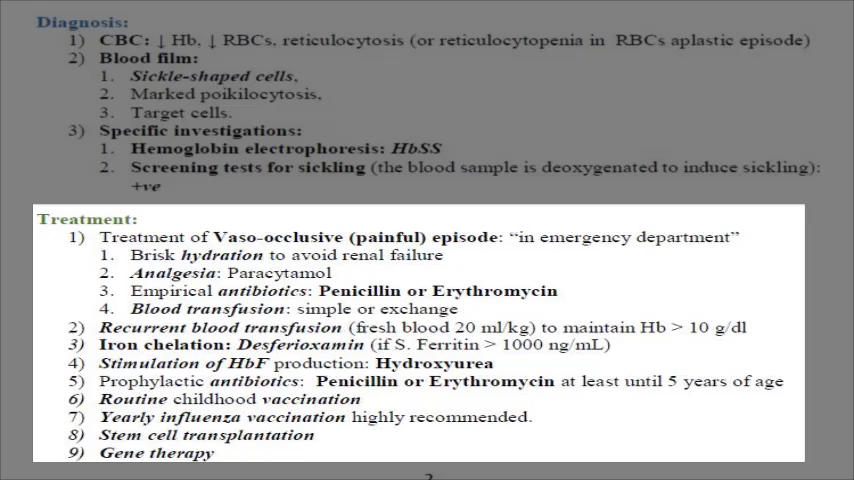 Diagnosis:
1) CBC: ↓ Hb, ↓ RBCs, reticulocytosis (or reticulocytopenia in RBCs aplastic episode)
2) Blood film:
1. Sickle-shaped cells,
2. Marked poikilocytosis,
3. Target cells.
3) Specific investigations:
1. Hemoglobin electrophoresis: HbSS
2. Screening tests for sickling (the blood sample is deoxygenated to induce sickling):
+ve
Treatment:
1) Treatment of Vaso-occlusive (painful) episode: “in emergency department”
1. Brisk hydration to avoid renal failure
2. Analgesia: Paracytamol
3. Empirical antibiotics: Penicillin or Erythromycin
4. Blood transfusion: simple or exchange
2) Recurrent blood transfusion (fresh blood 20 ml/kg) to maintain Hb > 10 g/dl
3) Iron chelation: Desferioxamin (if S. Ferritin > 1000 ng/mL)
4) Stimulation of HbF production: Hydroxyurea
5) Prophylactic antibiotics: Penicillin or Erythromycin at least until 5 years of age
6) Routine childhood vaccination
7) Yearly influenza vaccination highly recommended.
8) Stem cell transplantation
9) Gene therapy